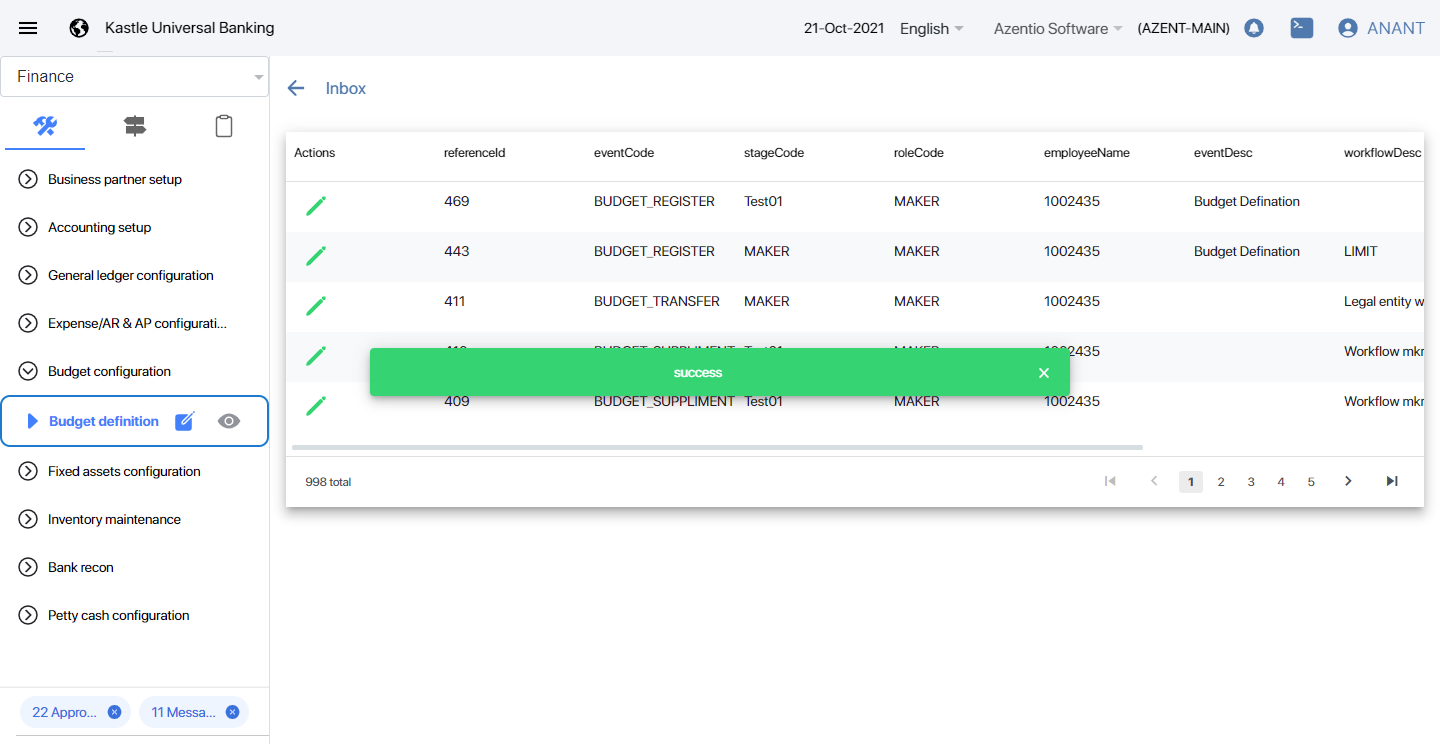 Kastle Universal Banking
21-Oct-2021 English Azentio Software (AZENT-MAIN) ANANT
Finance
Business partner setup
Accounting setup
General ledger configuration
Expense/AR & AP configurati...
Budget configuration
Budget definition
Fixed assets configuration
Inventory maintenance
Bank recon
Petty cash configuration
22 Appro... 11 Messa...
Inbox
Actions referenceId eventCode stageCode roleCode employeeName eventDesc workflowDesc
469 BUDGET_REGISTER Test01 MAKER 1002435 Budget Defination
443 BUDGET_REGISTER MAKER MAKER 1002435 Budget Defination LIMIT
411 BUDGET_TRANSFER MAKER MAKER 1002435 Legal entity w
BUDGET_SUPPLIMENT Test01 MAKER 1002435 Workflow mkr
success
409 BUDGET_SUPPLIMENT Test01 MAKER 1002435 Workflow mkr
998 total 1 2 3 4 5